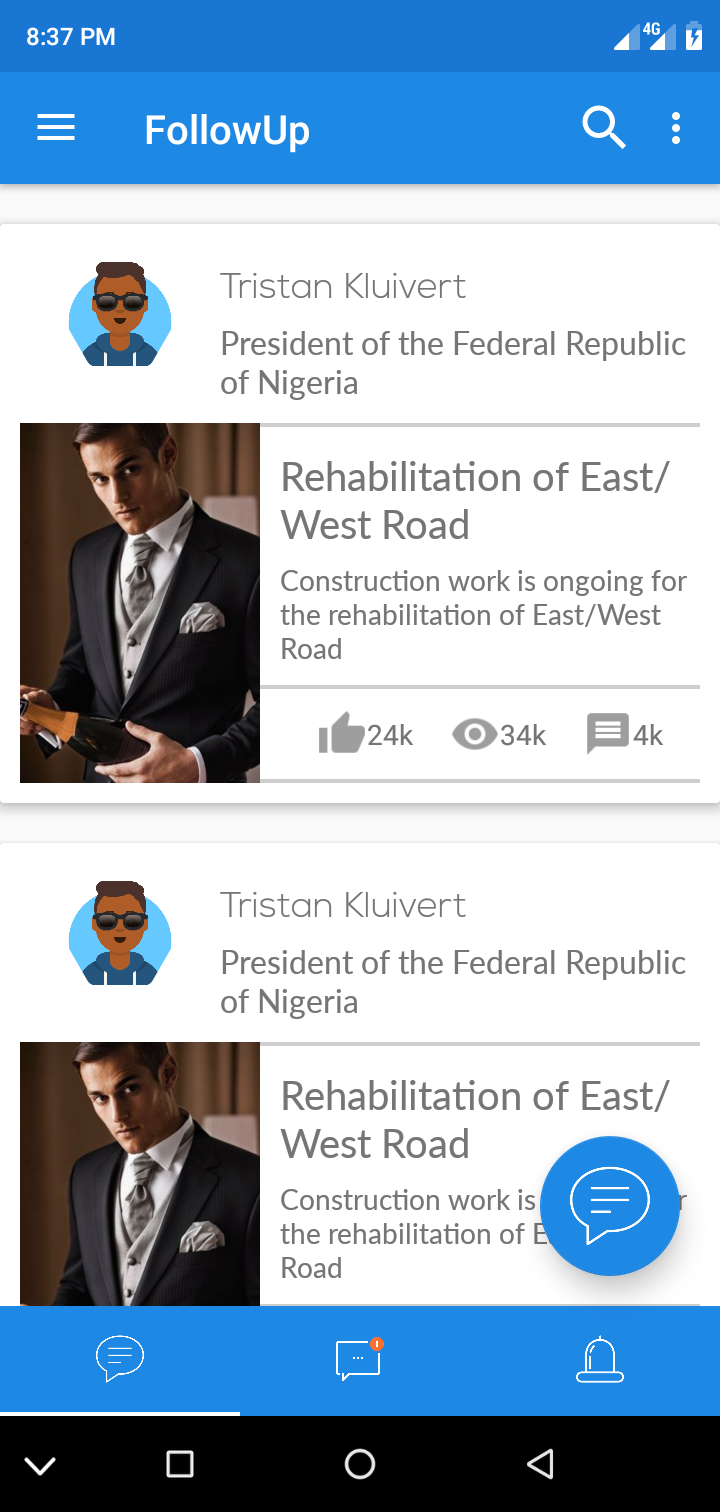 8:37 PM 4G
FollowUp
Tristan Kluivert
President of the Federal Republic
of Nigeria
Rehabilitation of East/
West Road
Construction work is ongoing for
the rehabilitation of East/West
Road
24k 34k 4k
Tristan Kluivert
President of the Federal Republic
of Nigeria
Rehabilitation of East/
West Road
Construction work is
the rehabilitation of
Road